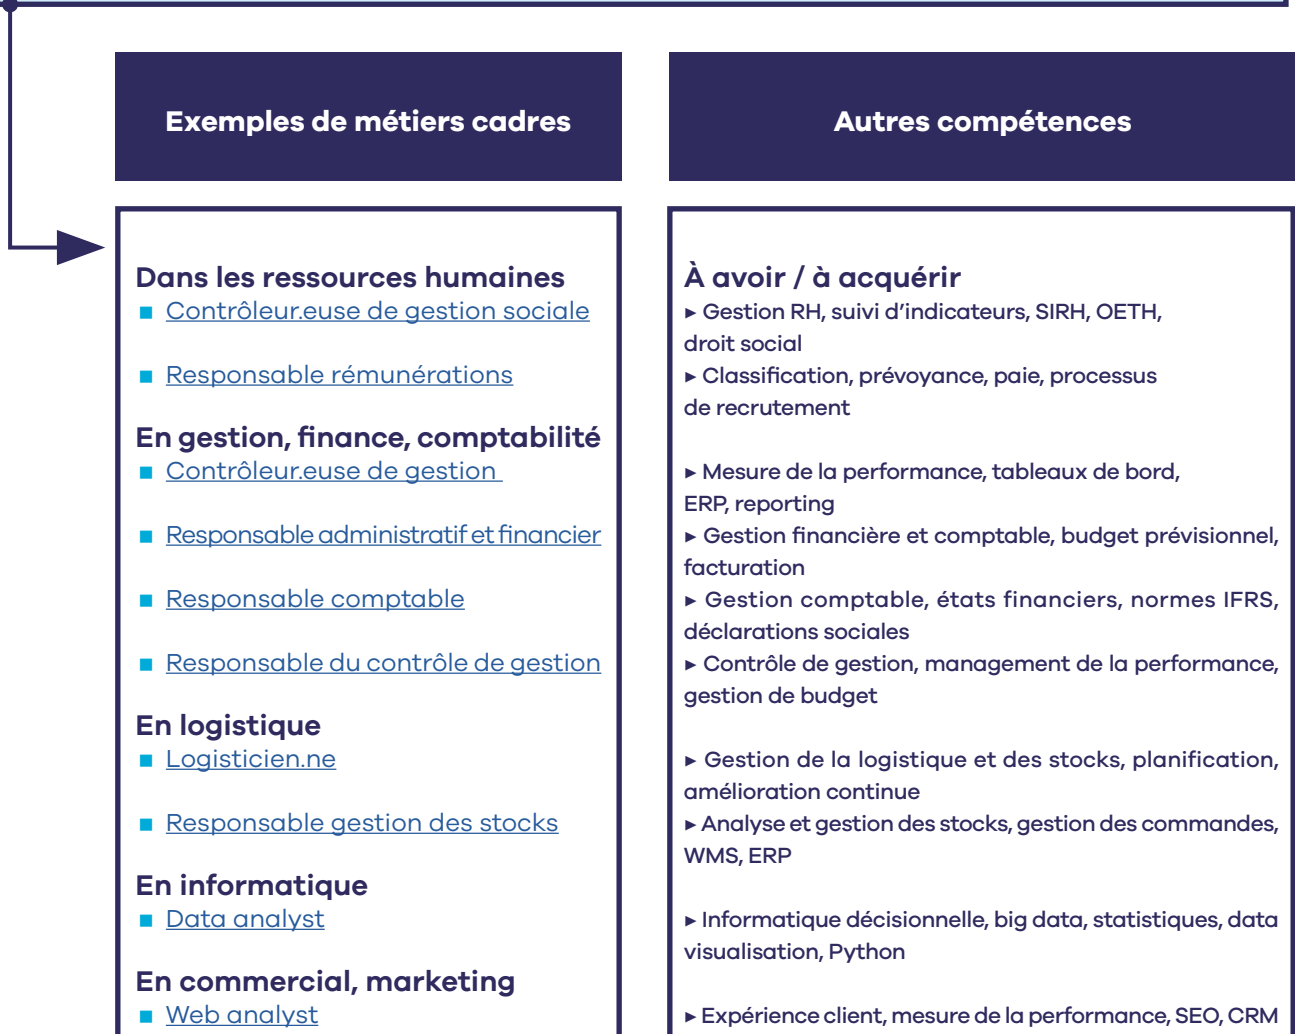 Exemples de métiers cadres
Autres compétences
Dans les ressources humaines
■ Contrôleur.euse de gestion sociale
■ Responsable rémunérations
En gestion, finance, comptabilité
■ Contrôleur.euse de gestion
■ Responsable administratif et financier
■ Responsable comptable
■ Responsable du contrôle de gestion
En logistique
■ Logisticien.ne
■ Responsable gestion des stocks
En informatique
■ Data analyst
En commercial, marketing
■ Web analyst
À avoir / à acquérir
► Gestion RH, suivi d’indicateurs, SIRH, OETH,
droit social
► Classification, prévoyance, paie, processus
de recrutement
► Mesure de la performance, tableaux de bord,
ERP, reporting
► Gestion financière et comptable, budget prévisionnel,
facturation
► Gestion comptable, états financiers, normes IFRS,
déclarations sociales
► Contrôle de gestion, management de la performance,
gestion de budget
► Gestion de la logistique et des stocks, planification,
amélioration continue
► Analyse et gestion des stocks, gestion des commandes,
WMS, ERP
► Informatique décisionnelle, big data, statistiques, data
visualisation, Python
► Expérience client, mesure de la performance, SEO, CRM